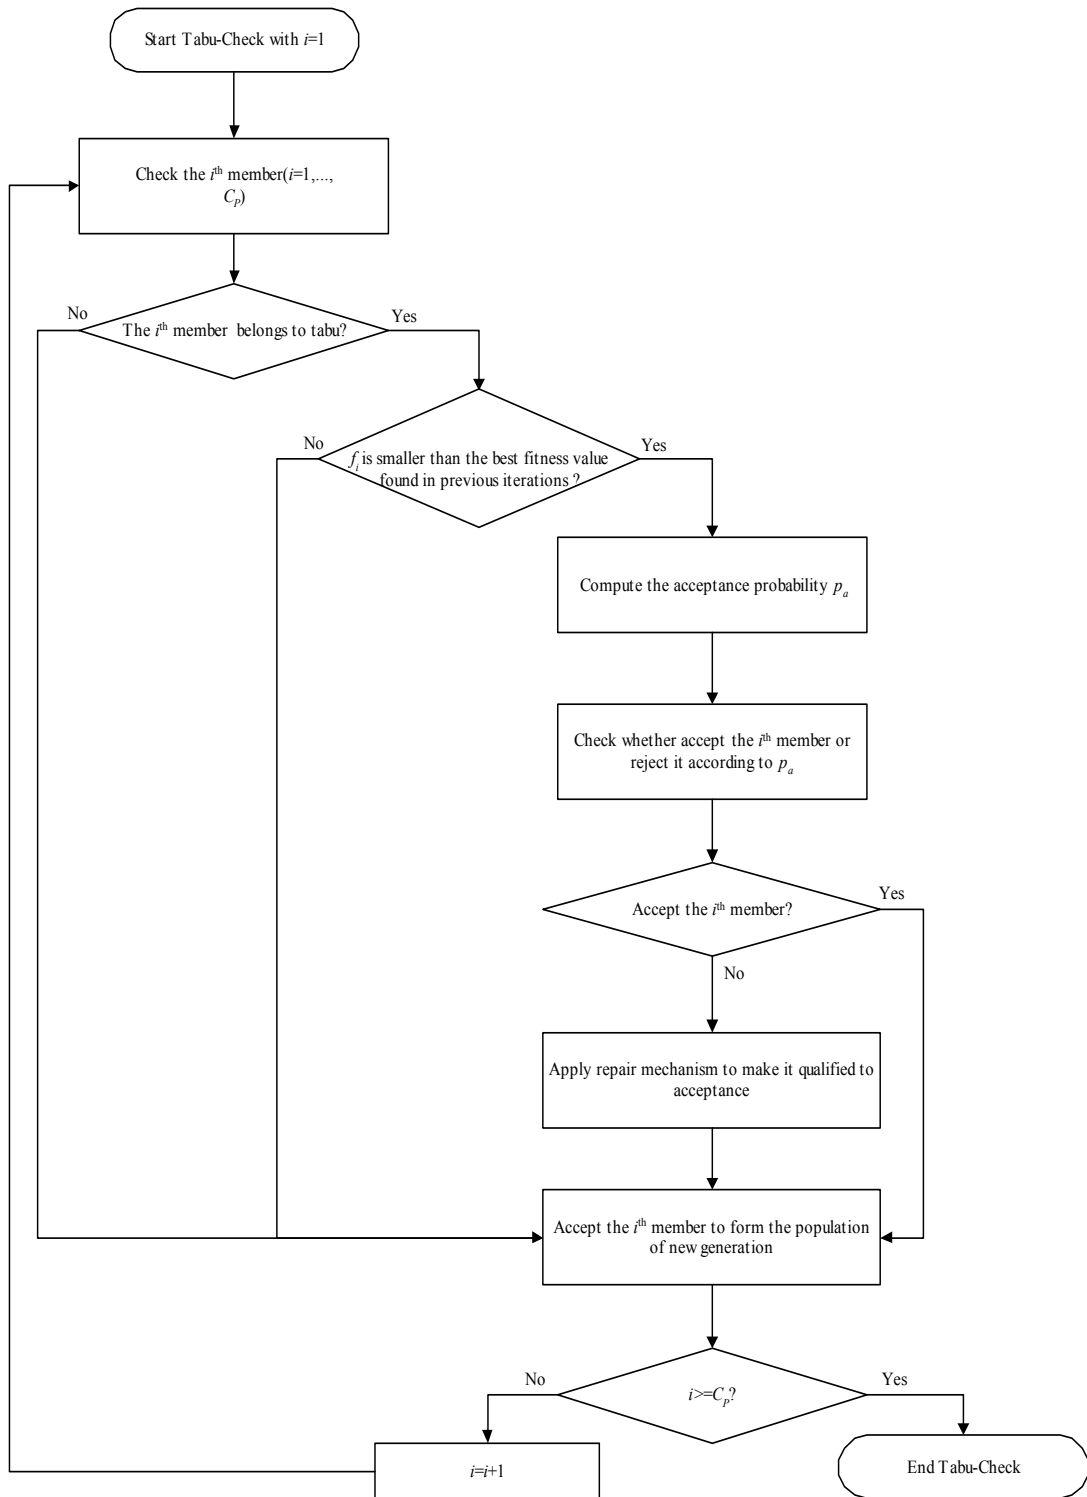 Start Tabu-Check with i=1
Check the ith member(i=1,...,
CP)
No
Yes
The ith member belongs to tabu?
No
Yes
fi is smaller than the best fitness value
found in previous iterations ?
Compute the acceptance probability pa
Check whether accept the ith member or
reject it according to pa
Yes
Accept the ith member?
No
Apply repair mechanism to make it qualified to
acceptance
Accept the ith member to form the population
of new generation
No
Yes
i>=CP?
i=i+1
End Tabu-Check